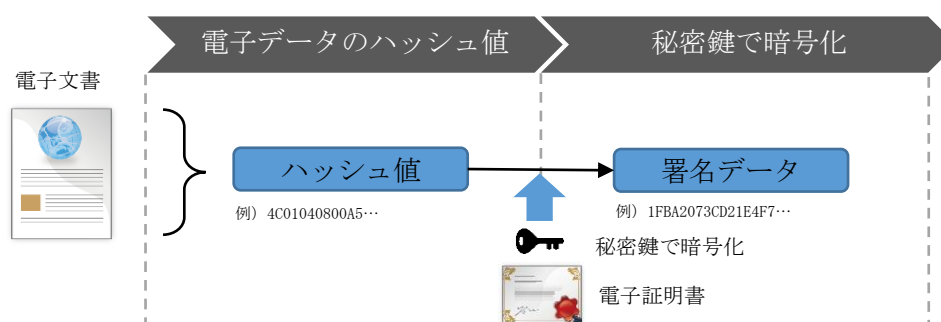 電子データのハッシュ値
秘密鍵で暗号化
電子文書
ハッシュ値
署名データ
例）4C01040800A5…
例）1FBA2073CD21E4F7…
秘密鍵で暗号化
電子証明書